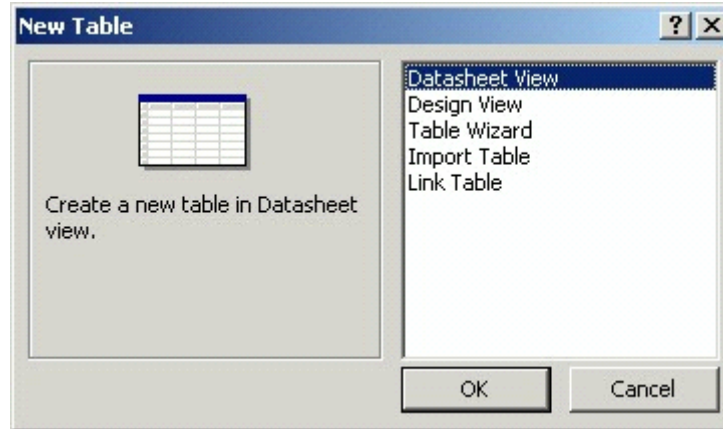 New Table
Create a new table in Datasheet
view.
Datasheet View
Design View
Table Wizard
Import Table
Link Table
OK
Cancel